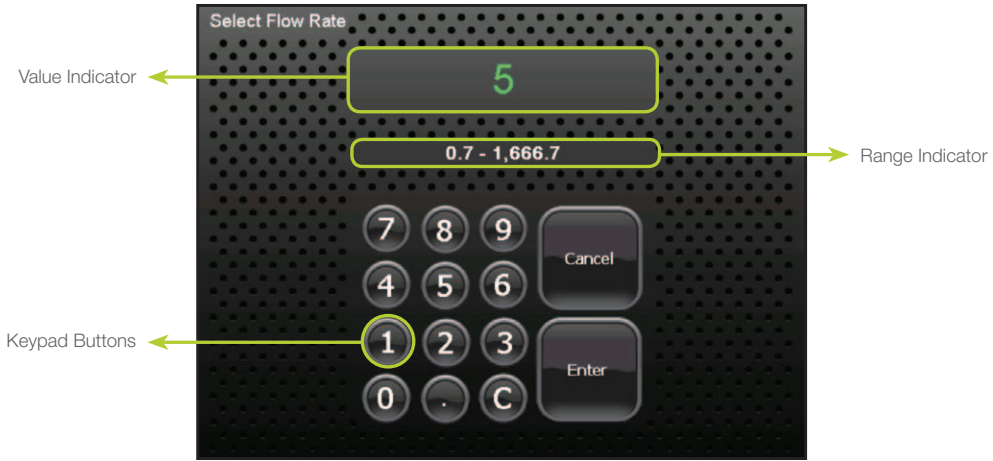 Select Flow Rate
Value Indicator
5
0.7 - 1,666.7
Range Indicator
7 8 9
Cancel
4 5 6
Keypad Buttons
1 2 3
Enter
0 . C